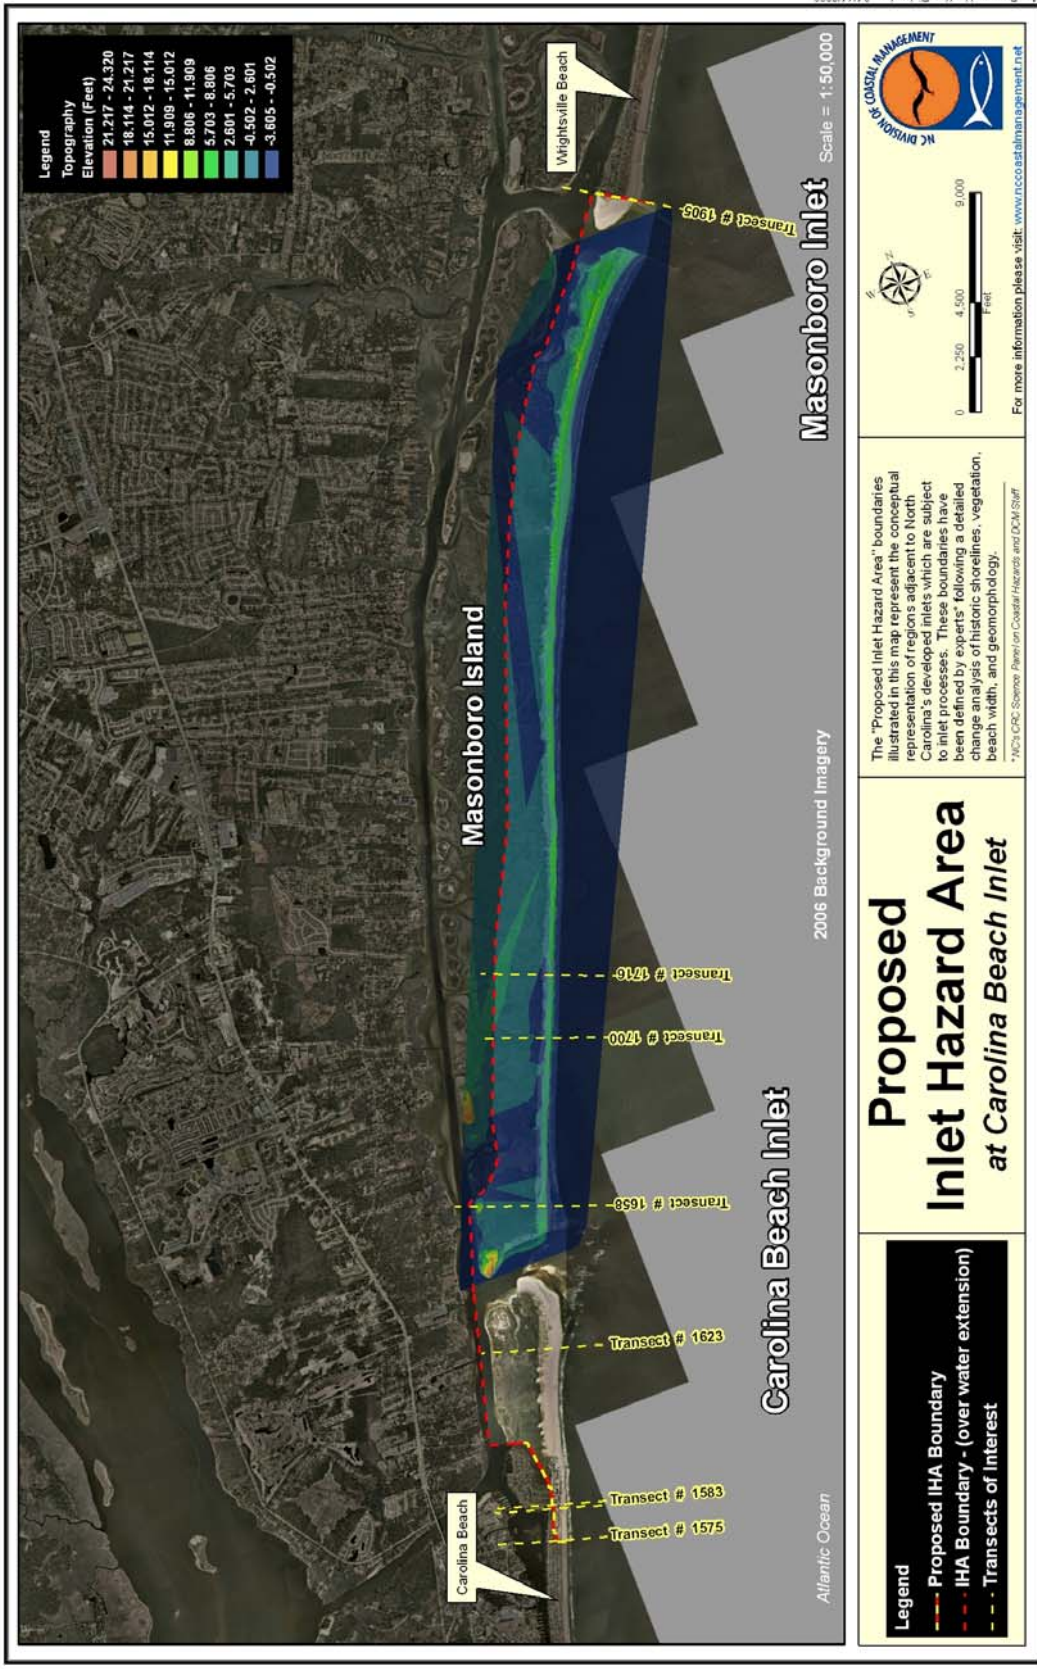 Legend
Topography
Elevation (Feet)
21.217 - 24.320
18.114 - 21.217
15.012 - 18.114
11.909 - 15.012
8.806 - 11.909
5.703 - 8.806
2.601 - 5.703
-0.502 - 2.601
-3.605 - -0.502
Wrightsville Beach
Scale = 1:50,000
Masonboro Inlet
Masonboro Island
Transect # 1905
Transect # 1716
Transect # 1700
Transect # 1658
Transect # 1623
Transect # 1583
Transect # 1575
2006 Background Imagery
Carolina Beach Inlet
Carolina Beach
Atlantic Ocean
Legend
Proposed IHA Boundary
IHA Boundary - (over water extension)
Transects of Interest
Proposed
Inlet Hazard Area
at Carolina Beach Inlet
The "Proposed Inlet Hazard Area" boundaries
illustrated in this map represent the conceptual
representation of regions adjacent to North
Carolina's developed inlets which are subject
to inlet processes. These boundaries have
been defined by experts* following a detailed
change analysis of historic shorelines, vegetation,
beach width, and geomorphology.
*NC's CRC Science Panel on Coastal Hazards and DCM Staff
N
E
S
W
0 2,250 4,500 9,000
Feet
NC DIVISION OF COASTAL MANAGEMENT
For more information please visit: www.nccoastalmanagement.net